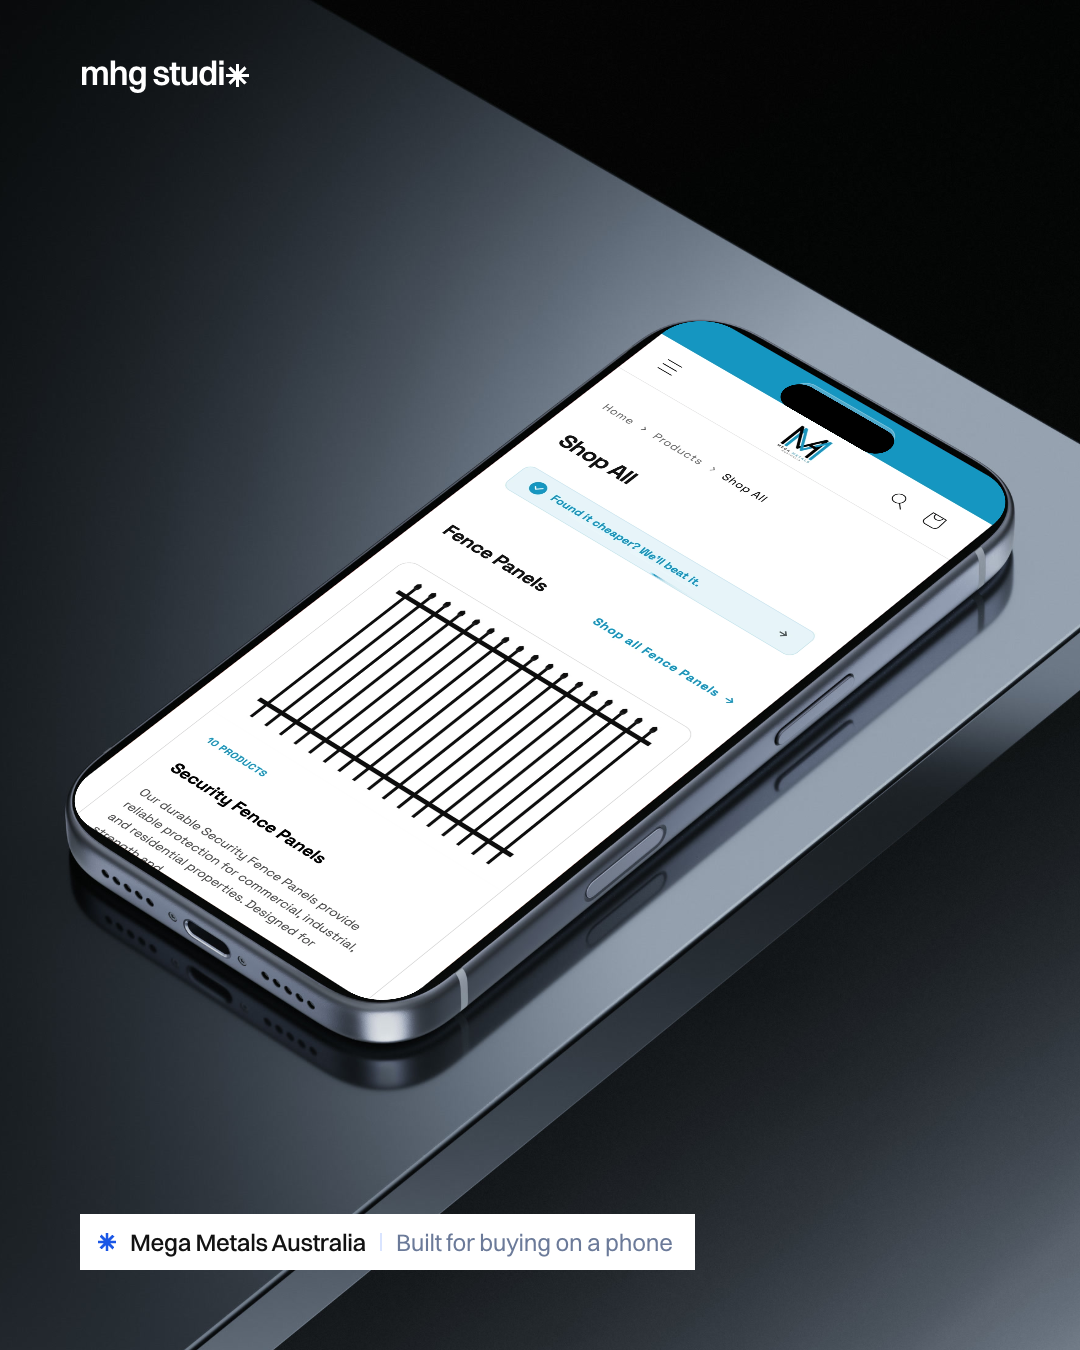 mhg studi✳
Home > Products > Shop All
Shop All
Found it cheaper? We'll beat it.
Fence Panels
Shop all Fence Panels →
10 PRODUCTS
Security Fence Panels
Our durable Security Fence Panels provide
reliable protection for commercial, industrial,
and residential properties. Designed for
strength and
Mega Metals Australia | Built for buying on a phone